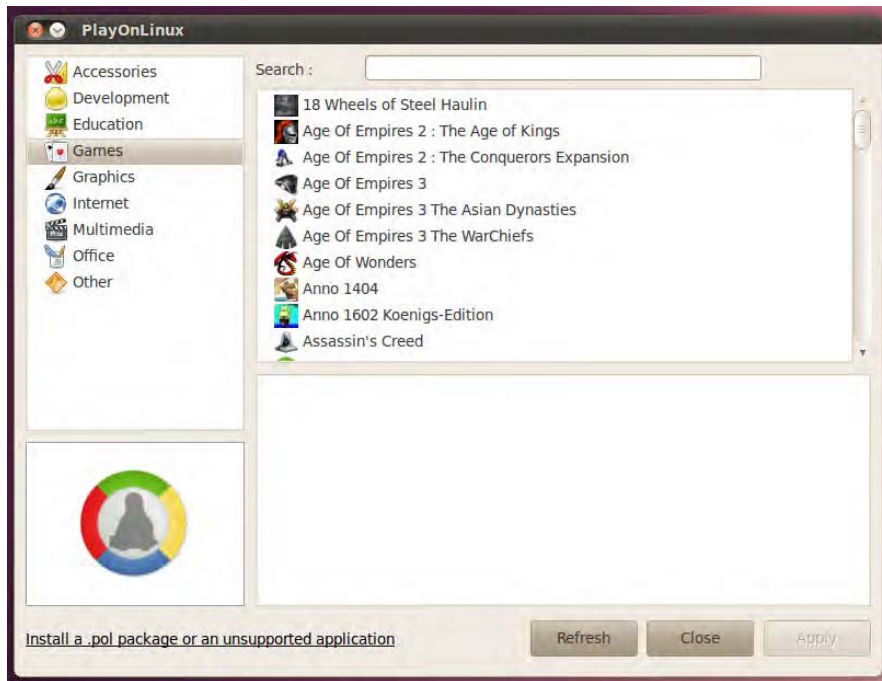 PlayOnLinux
Accessories
Development
Education
Games
Graphics
Internet
Multimedia
Office
Other
Search :
18 Wheels of Steel Haulin
Age Of Empires 2 : The Age of Kings
Age Of Empires 2 : The Conquerors Expansion
Age Of Empires 3
Age Of Empires 3 The Asian Dynasties
Age Of Empires 3 The WarChiefs
Age Of Wonders
Anno 1404
Anno 1602 Koenigs-Edition
Assassin's Creed
Install a .pol package or an unsupported application
Refresh
Close
Apply